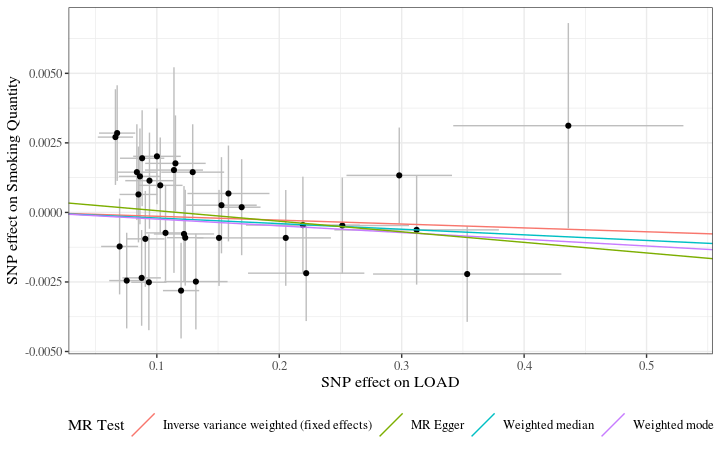 SNP effect on Smoking Quantity
0.0050
0.0025
0.0000
-0.0025
-0.0050
0.1 0.2 0.3 0.4 0.5
SNP effect on LOAD
MR Test Inverse variance weighted (fixed effects) MR Egger Weighted median Weighted mode